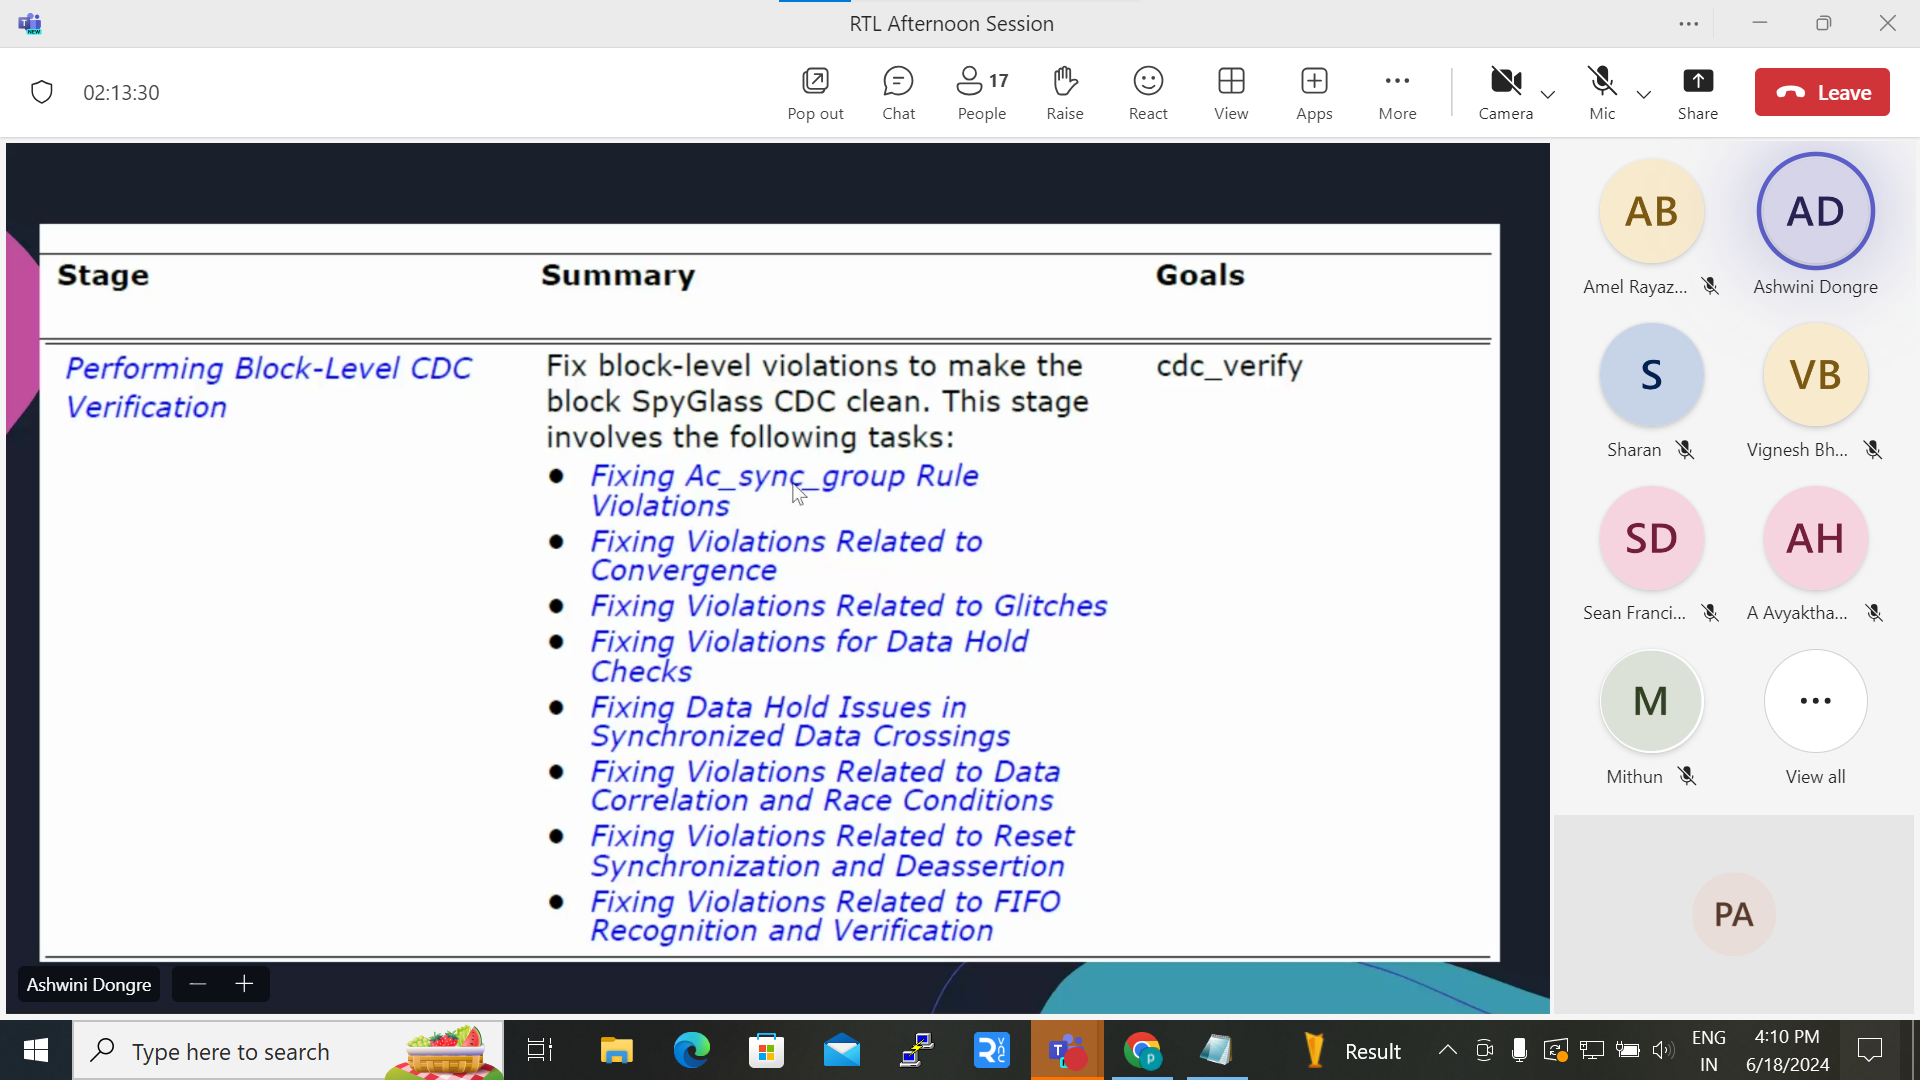 RTL Afternoon Session
02:13:30
Pop out
Chat
17
People
Raise
React
View
Apps
More
Camera
Mic
Share
Leave
Stage
Summary
Goals
Performing Block-Level CDC
Verification
Fix block-level violations to make the
block SpyGlass CDC clean. This stage
involves the following tasks:
cdc_verify
● Fixing Ac_sync_group Rule
Violations
● Fixing Violations Related to
Convergence
● Fixing Violations Related to Glitches
● Fixing Violations for Data Hold
Checks
● Fixing Data Hold Issues in
Synchronized Data Crossings
● Fixing Violations Related to Data
Correlation and Race Conditions
● Fixing Violations Related to Reset
Synchronization and Deassertion
● Fixing Violations Related to FIFO
Recognition and Verification
Ashwini Dongre
AB
Amel Rayaz...
AD
Ashwini Dongre
S
Sharan
VB
Vignesh Bh...
SD
Sean Franci...
AH
A Avyaktha...
M
Mithun
View all
PA
Type here to search
Result
ENG
IN
4:10 PM
6/18/2024